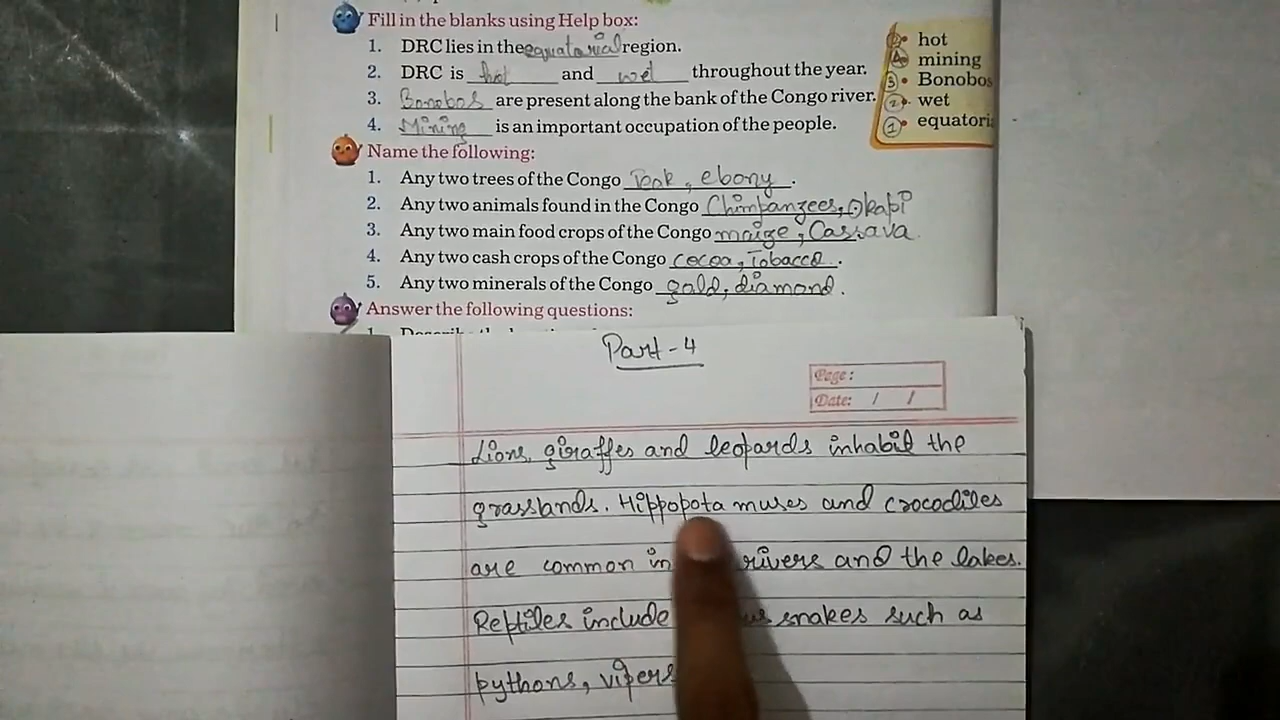 Fill in the blanks using Help box:
1. DRC lies in the equatorial region.
2. DRC is hot and wet throughout the year.
3. Bonobos are present along the bank of the Congo river.
4. Mining is an important occupation of the people.
hot
mining
3 Bonobos
2 wet
1 equatori
Name the following:
1. Any two trees of the Congo Teak, ebony.
2. Any two animals found in the Congo Chimpanzees, Okapi
3. Any two main food crops of the Congo maize, Cassava.
4. Any two cash crops of the Congo cocoa, Tobacco.
5. Any two minerals of the Congo gold, diamond.
Answer the following questions:
1.
Part-4
Page:
Date: / /
Lions, giraffes and leopards inhabit the
grasslands. Hippopota muses and crocodiles
are common in rivers and the lakes.
Reptiles include snakes such as
pythons, vipers